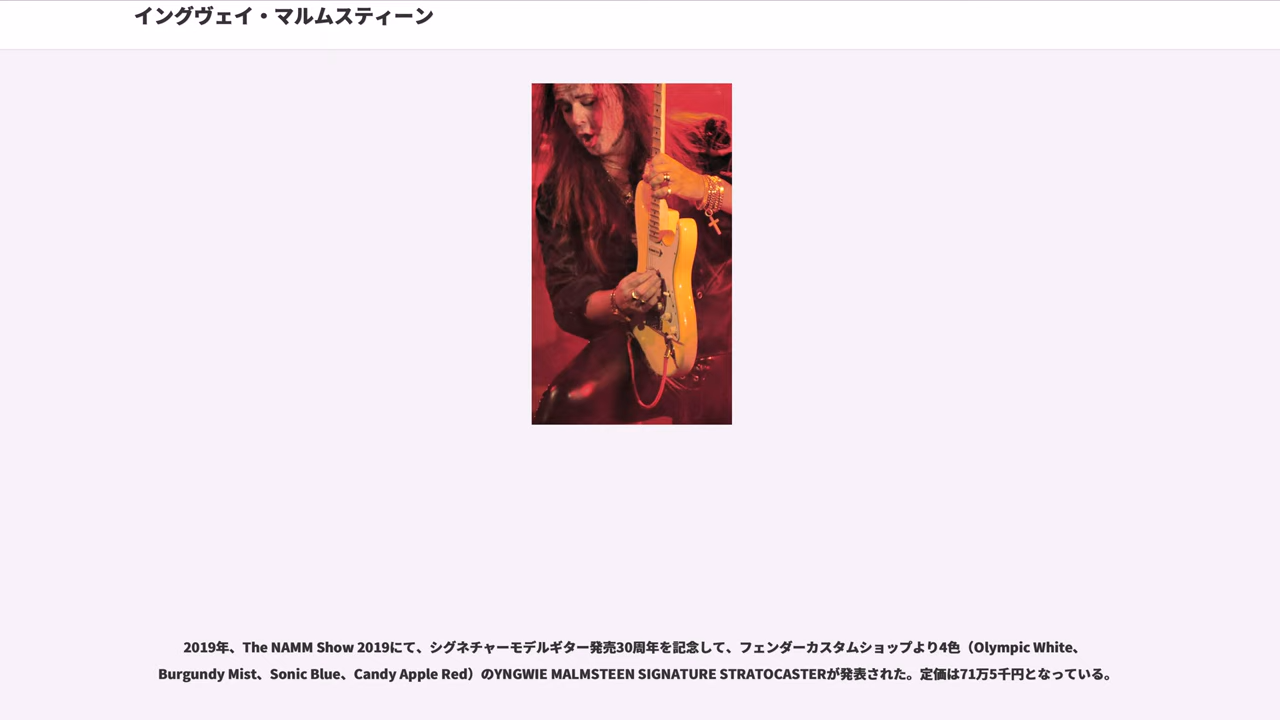 イングヴェイ・マルムスティーン
2019年、The NAMM Show 2019にて、シグネチャーモデルギター発売30周年を記念して、フェンダーカスタムショップより4色（Olympic White、
Burgundy Mist、Sonic Blue、Candy Apple Red）のYNGWIE MALMSTEEN SIGNATURE STRATOCASTERが発表された。定価は71万5千円となっている。